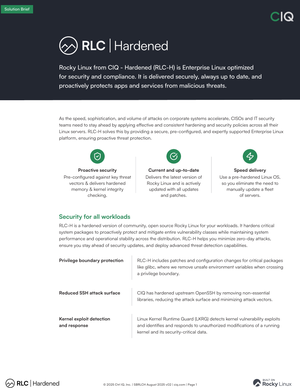 Solution Brief
CIQ
RLC | Hardened
Rocky Linux from CIQ - Hardened (RLC-H) is Enterprise Linux optimized
for security and compliance. It is delivered securely, always up to date, and
proactively protects apps and services from malicious threats.
As the speed, sophistication, and volume of attacks on corporate systems accelerates, CISOs and IT security
teams need to stay ahead by applying effective and consistent hardening and security policies across all their
Linux servers. RLC-H solves this by providing a secure, pre-configured, and expertly supported Enterprise Linux
platform, ensuring proactive threat protection.
Proactive security
Pre-configured against key threat
vectors & delivers hardened
memory & kernel integrity
checking.
Current and up-to-date
Delivers the latest version of
Rocky Linux and is actively
updated with all updates
and patches.
Speed delivery
Use a pre-hardened Linux OS,
so you eliminate the need to
manually update a fleet
of servers.
Security for all workloads
RLC-H is a hardened version of community, open source Rocky Linux for your workloads. It hardens critical
system packages to proactively protect and mitigate entire vulnerability classes while maintaining system
performance and operational stability across the distribution. RLC-H helps you minimize zero-day attacks,
ensure you stay ahead of security updates, and deploy advanced threat detection capabilities.
Privilege boundary protection
RLC-H includes patches and configuration changes for critical packages
like glibc, where we remove unsafe environment variables when crossing
a privilege boundary.
Reduced SSH attack surface
CIQ has hardened upstream OpenSSH by removing non-essential
libraries, reducing the attack surface and minimising attack vectors.
Kernel exploit detection
and response
Linux Kernel Runtime Guard (LKRG) detects kernel vulnerability exploits
and identifies and responds to unauthorized modifications of a running
kernel and its security-critical data.
RLC | Hardened
© 2025 Ctrl IQ, Inc.
August 2025
ciq.com | Page 1
BUILT ON
Rocky Linux